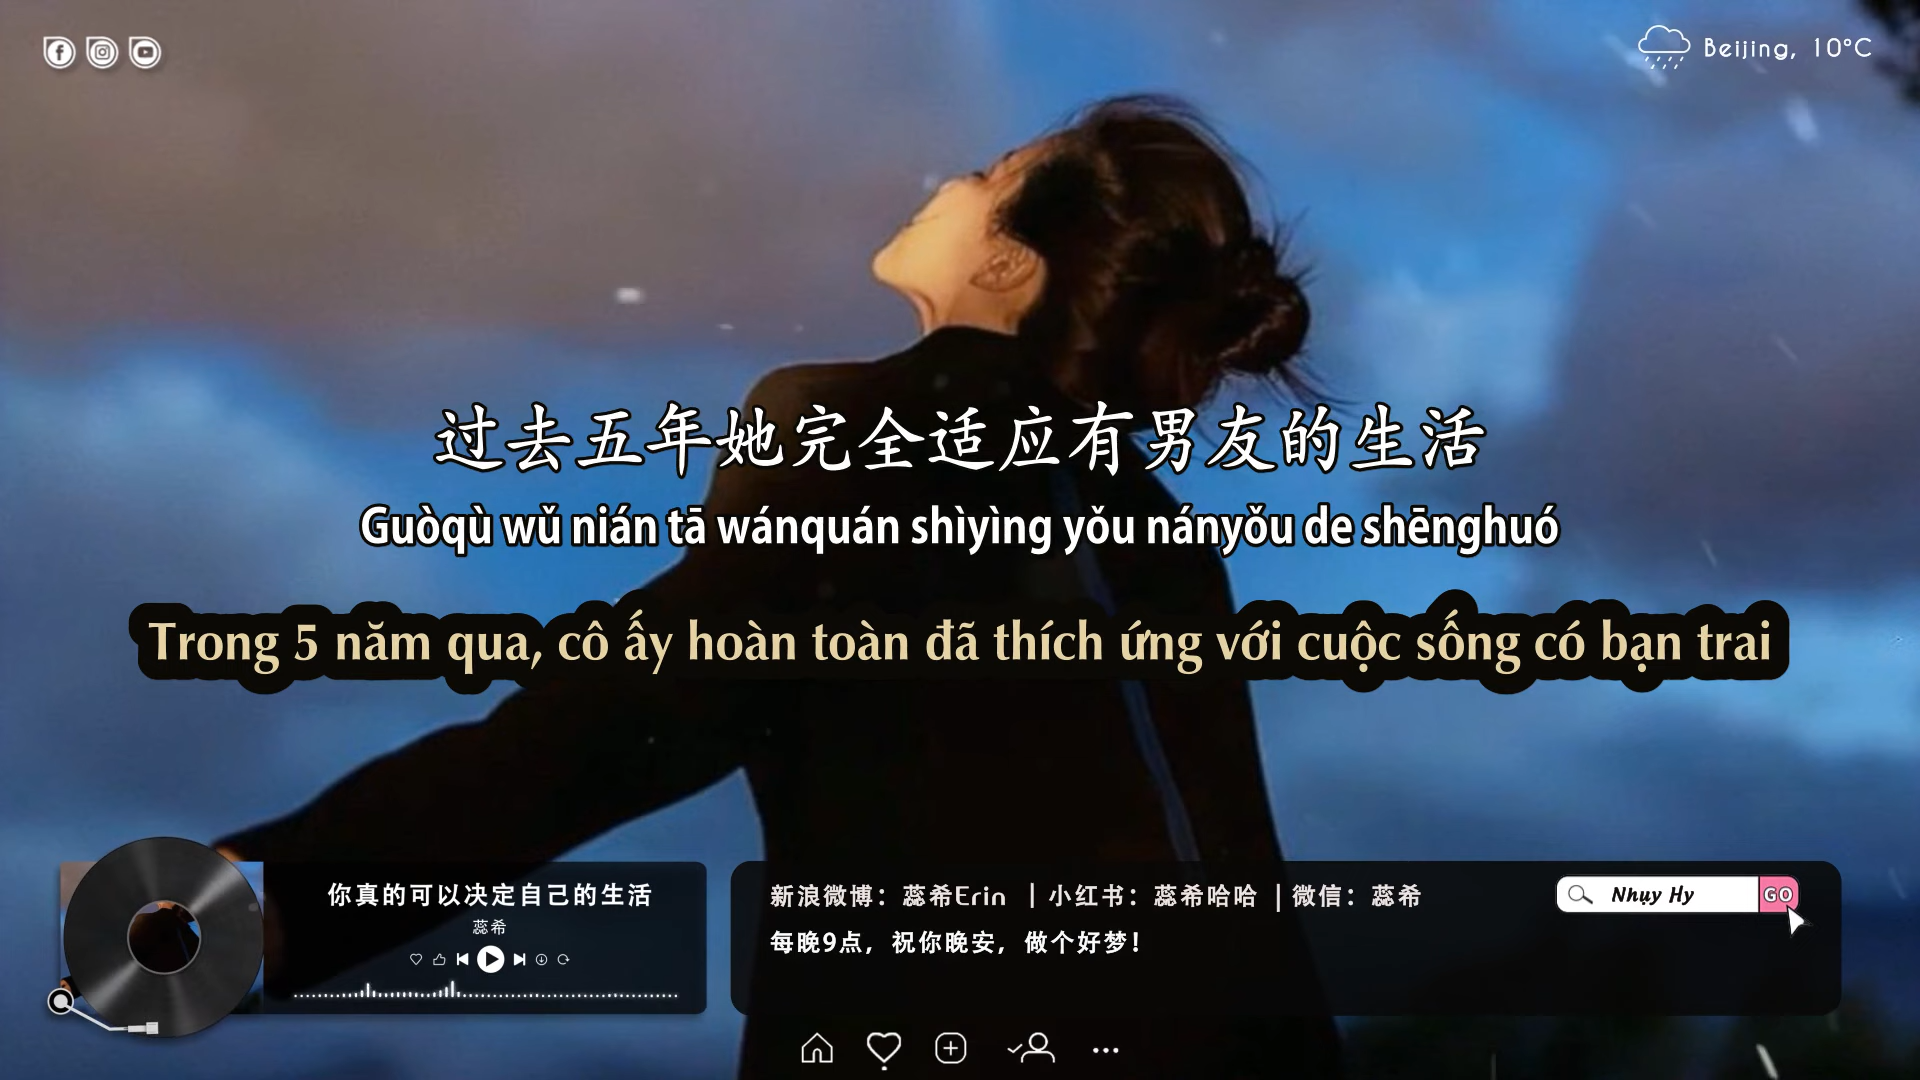 Beijing, 10°C
过去五年她完全适应有男友的生活
Guòqù wǔ nián tā wánquán shìyìng yǒu nányǒu de shēnghuó
Trong 5 năm qua, cô ấy hoàn toàn đã thích ứng với cuộc sống có bạn trai
你真的可以决定自己的生活
蕊希
新浪微博：蕊希Erin ｜小红书：蕊希哈哈 ｜微信：蕊希
每晚9点，祝你晚安，做个好梦！
Nhụy Hy GO